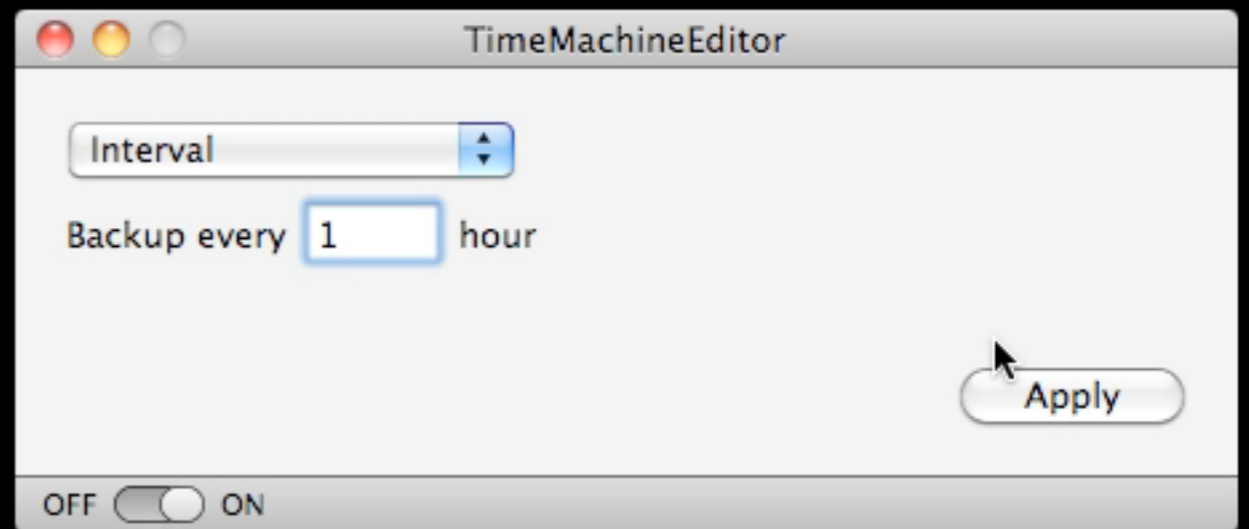 TimeMachineEditor
Interval
Backup every 1 hour
Apply
OFF ON